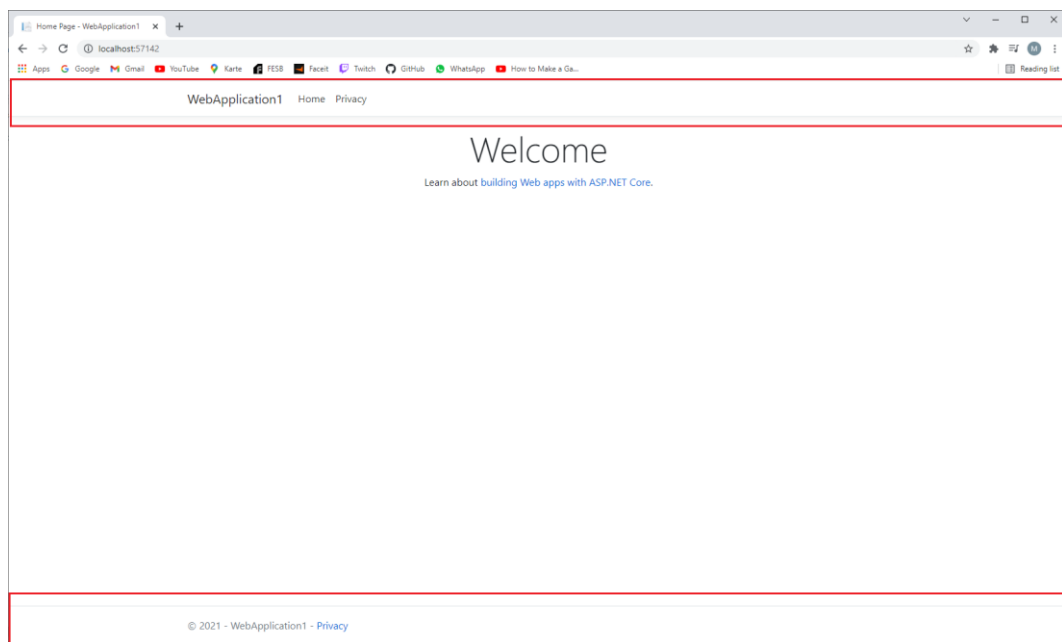 Home Page - WebApplication1
localhost:57142
Apps Google Gmail YouTube Karte FESB Faceit Twitch GitHub WhatsApp How to Make a Ga... Reading list
WebApplication1 Home Privacy
Welcome
Learn about building Web apps with ASP.NET Core.
© 2021 - WebApplication1 - Privacy